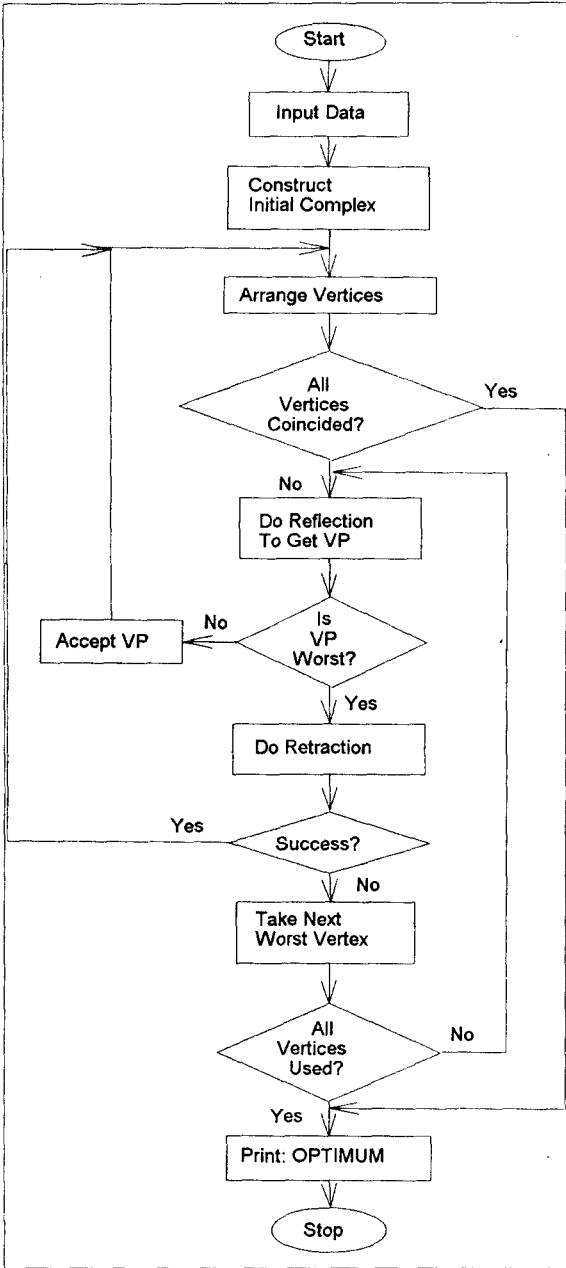 Start
Input Data
Construct
Initial Complex
Arrange Vertices
All
Vertices
Coincided?
Yes
No
Do Reflection
To Get VP
Is
VP
Worst?
No
Accept VP
Yes
Do Retraction
Success?
Yes
No
Take Next
Worst Vertex
All
Vertices
Used?
No
Yes
Print: OPTIMUM
Stop